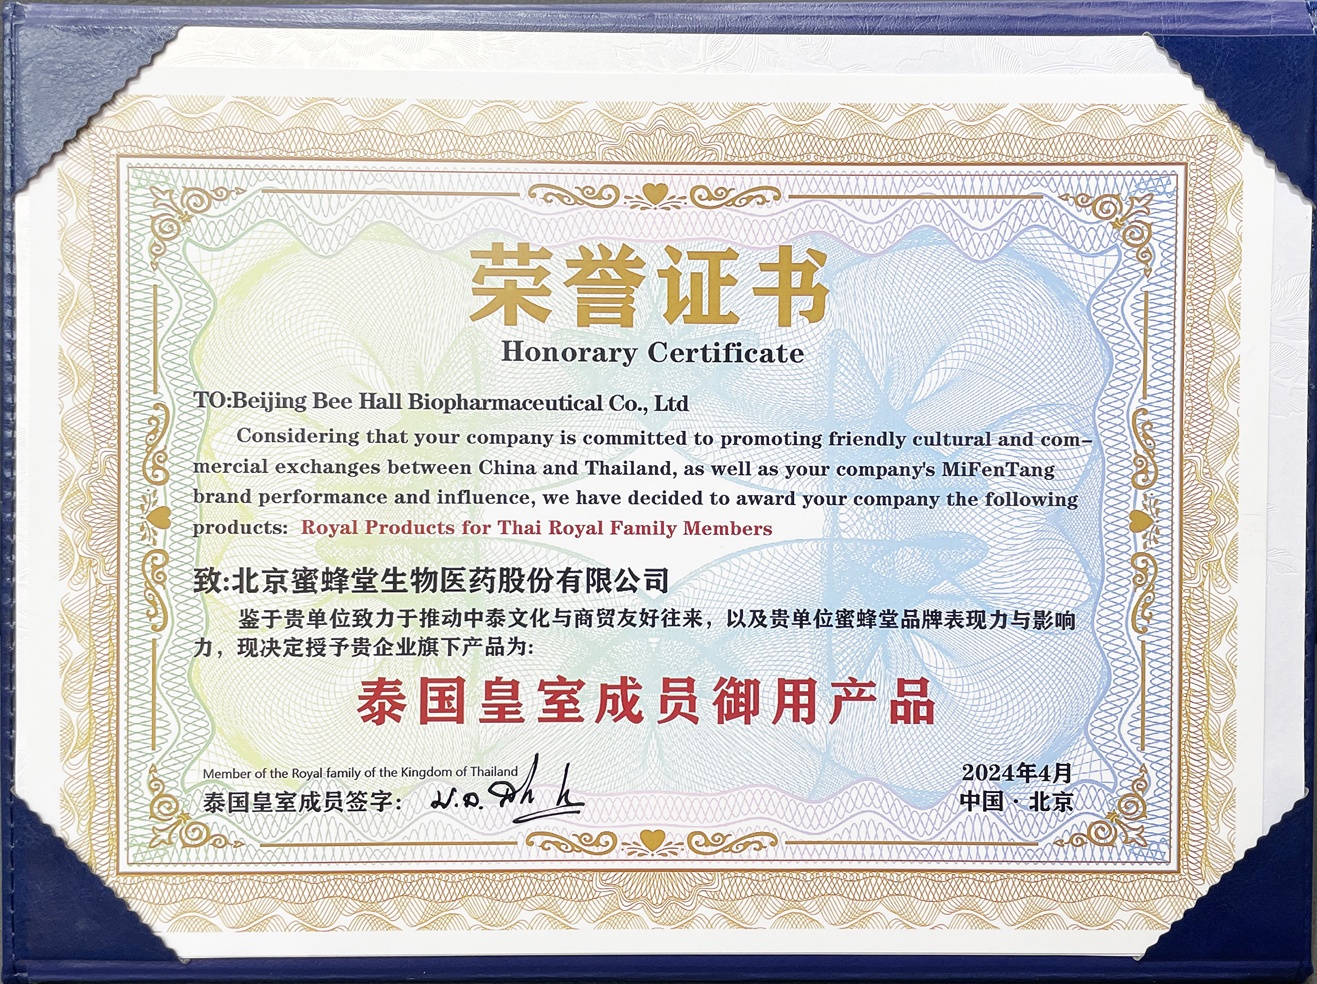 荣誉证书
Honorary Certificate
TO:Beijing Bee Hall Biopharmaceutical Co., Ltd
Considering that your company is committed to promoting friendly cultural and com-
mercial exchanges between China and Thailand, as well as your company's MiFenTang
brand performance and influence, we have decided to award your company the following
products: Royal Products for Thai Royal Family Members
致:北京蜜蜂堂生物医药股份有限公司
鉴于贵单位致力于推动中泰文化与商贸友好往来，以及贵单位蜜蜂堂品牌表现力与影响
力，现决定授予贵企业旗下产品为:
泰国皇室成员御用产品
Member of the Royal family of the Kingdom of Thailand
泰国皇室成员签字:
2024年4月
中国·北京